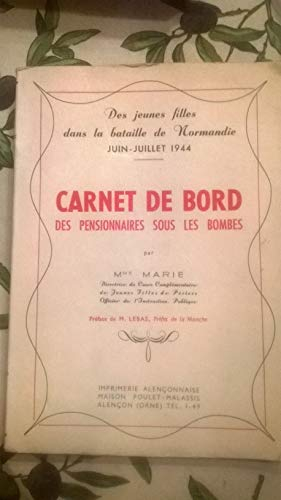 Des jeunes filles
dans la bataille de Normandie
JUIN-JUILLET 1944
CARNET DE BORD
DES PENSIONNAIRES SOUS LES BOMBES
par
Mme MARIE
Directrice du Cours Complémentaire
de Jeunes Filles de Periers
Officier de l'Instruction Publique
Préface de M. LEBAS, Préfet de la Manche
IMPRIMERIE ALENÇONNAISE
MAISON POULET-MALASSIS
ALENÇON (ORNE) TEL. 1-49